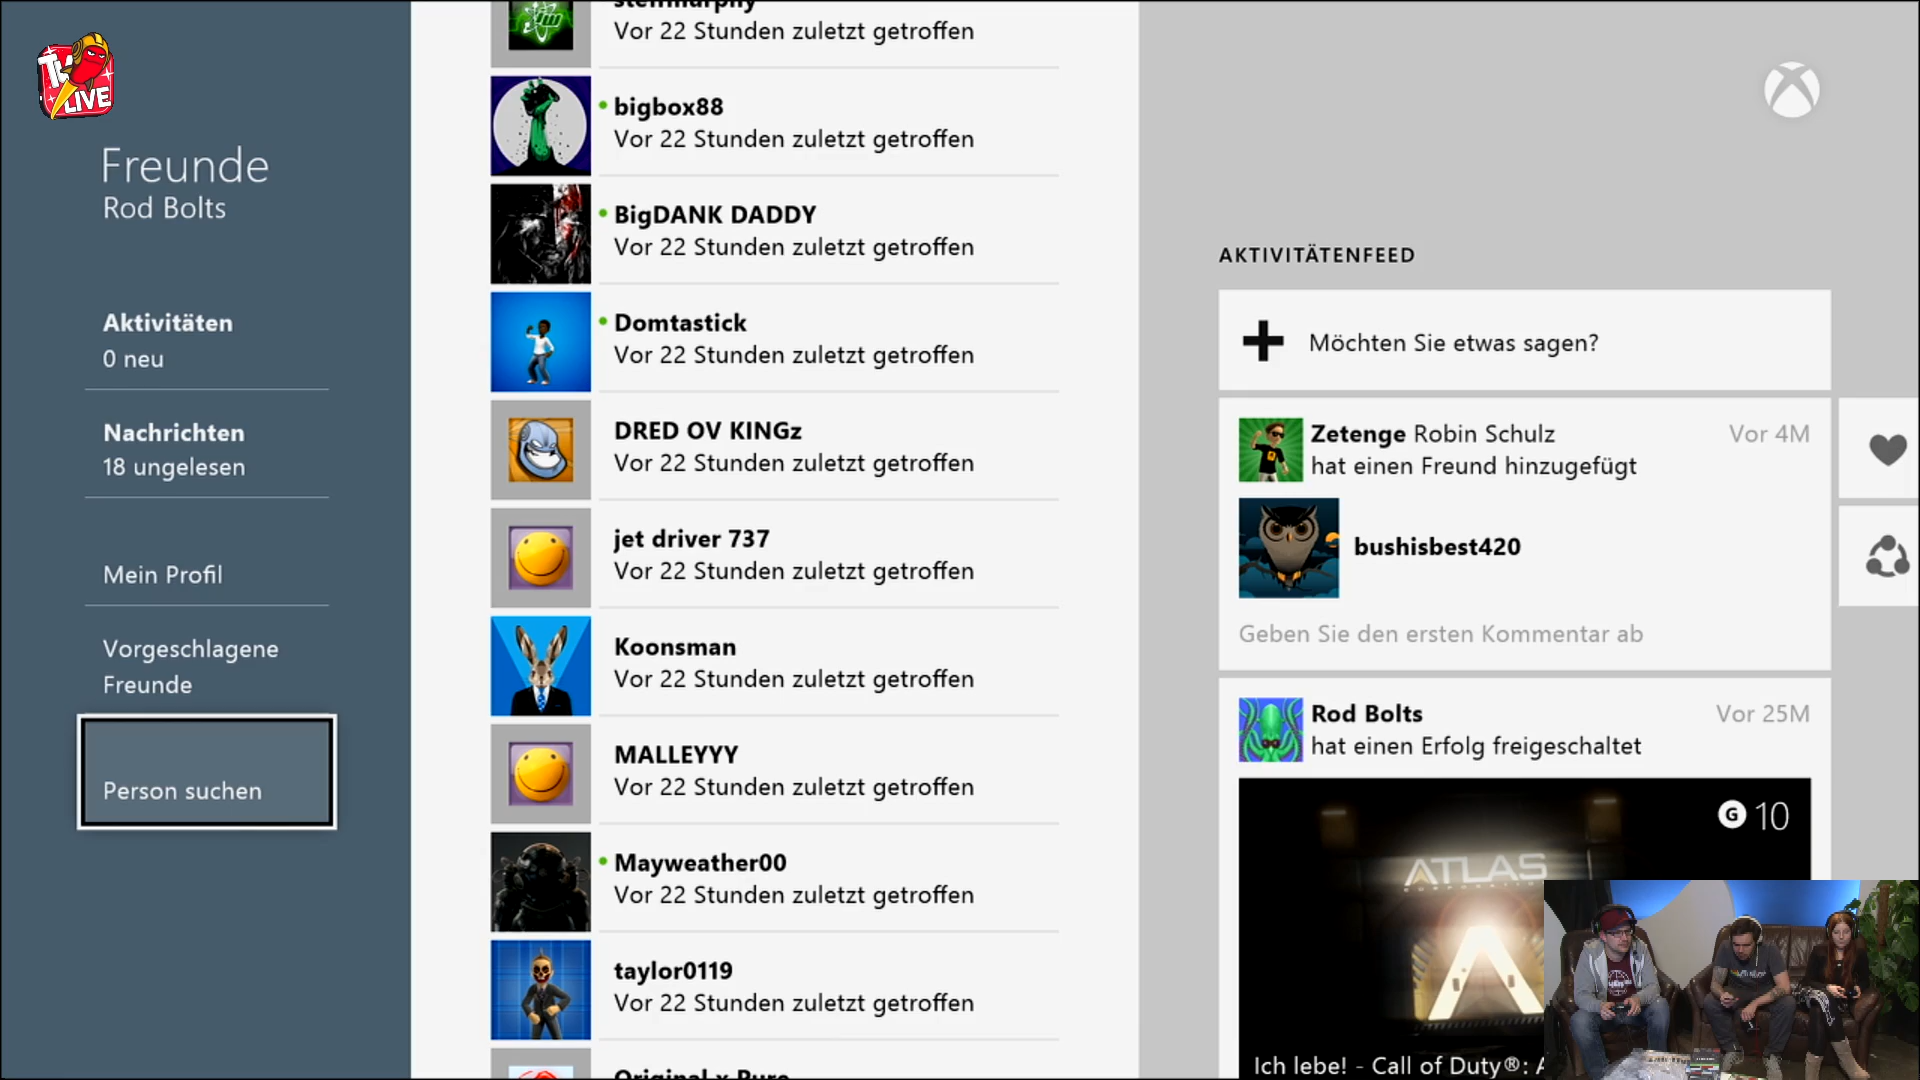 LIVE
Freunde
Rod Bolts
Aktivitäten
0 neu
Nachrichten
18 ungelesen
Mein Profil
Vorgeschlagene
Freunde
Person suchen
Vor 22 Stunden zuletzt getroffen
bigbox88
Vor 22 Stunden zuletzt getroffen
BigDANK DADDY
Vor 22 Stunden zuletzt getroffen
Domtastick
Vor 22 Stunden zuletzt getroffen
DRED OV KINGz
Vor 22 Stunden zuletzt getroffen
jet driver 737
Vor 22 Stunden zuletzt getroffen
Koonsman
Vor 22 Stunden zuletzt getroffen
MALLEYYY
Vor 22 Stunden zuletzt getroffen
Mayweather00
Vor 22 Stunden zuletzt getroffen
taylor0119
Vor 22 Stunden zuletzt getroffen
Original x Pure
AKTIVITÄTENFEED
Möchten Sie etwas sagen?
Zetenge Robin Schulz Vor 4M
hat einen Freund hinzugefügt
bushisbest420
Geben Sie den ersten Kommentar ab
Rod Bolts Vor 25M
hat einen Erfolg freigeschaltet
G 10
ATLAS
CORPORATION
Ich lebe! - Call of Duty®: A